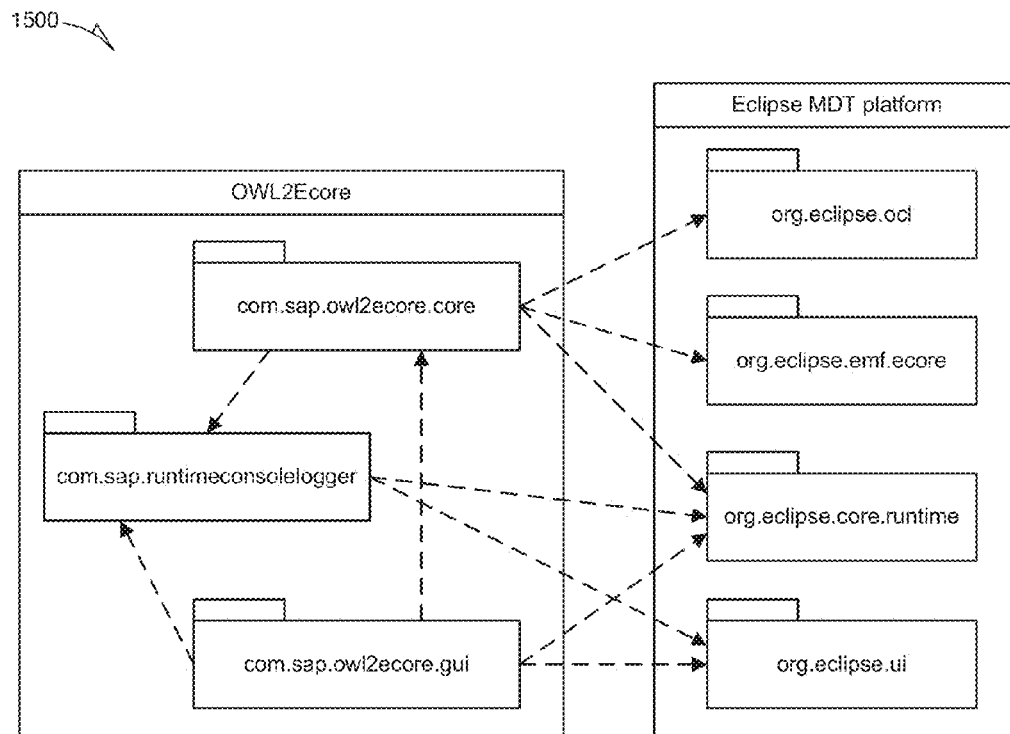 1500
Eclipse MDT platform
OWL2Ecore
org.eclipse.ocl
com.sap.owl2ecore.core
org.eclipse.emf.ecore
com.sap.runtimeconsolelogger
org.eclipse.core.runtime
com.sap.owl2ecore.gui
org.eclipse.ui